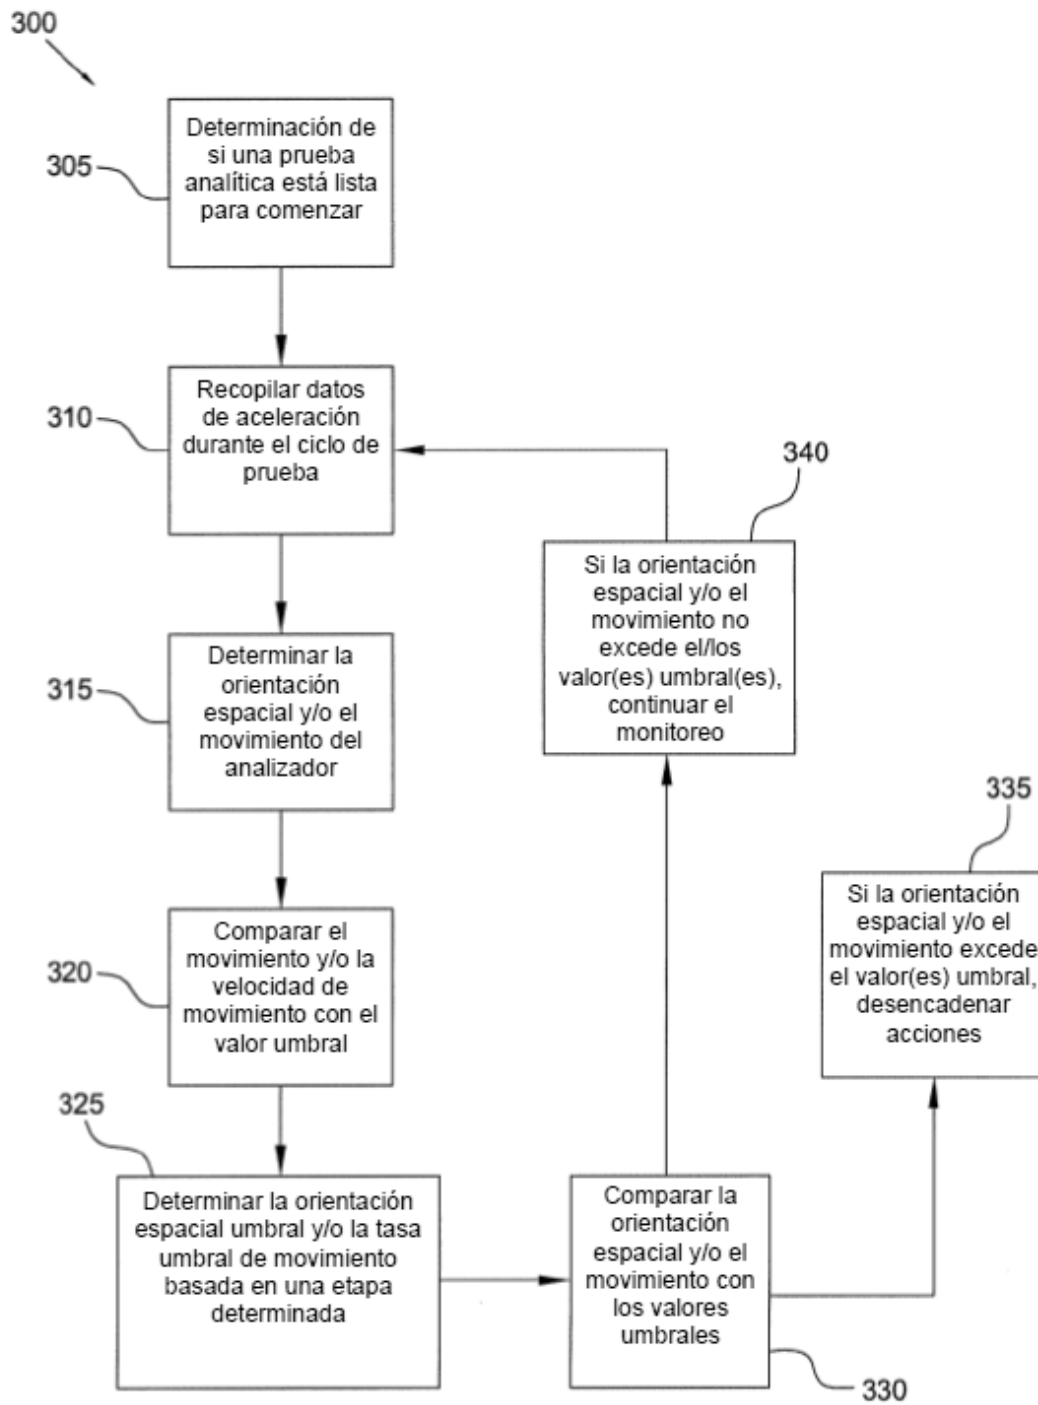 300
305
Determinación de
si una prueba
analítica está lista
para comenzar
310
Recopilar datos
de aceleración
durante el ciclo de
prueba
340
Si la orientación
espacial y/o el
movimiento no
excede el/los
valor(es) umbral(es),
continuar el
monitoreo
315
Determinar la
orientación
espacial y/o el
movimiento del
analizador
335
Si la orientación
espacial y/o el
movimiento excede
el valor(es) umbral,
desencadenar
acciones
320
Comparar el
movimiento y/o la
velocidad de
movimiento con el
valor umbral
325
Determinar la orientación
espacial umbral y/o la tasa
umbral de movimiento
basada en una etapa
determinada
Comparar la
orientación
espacial y/o el
movimiento con
los valores
umbrales
330